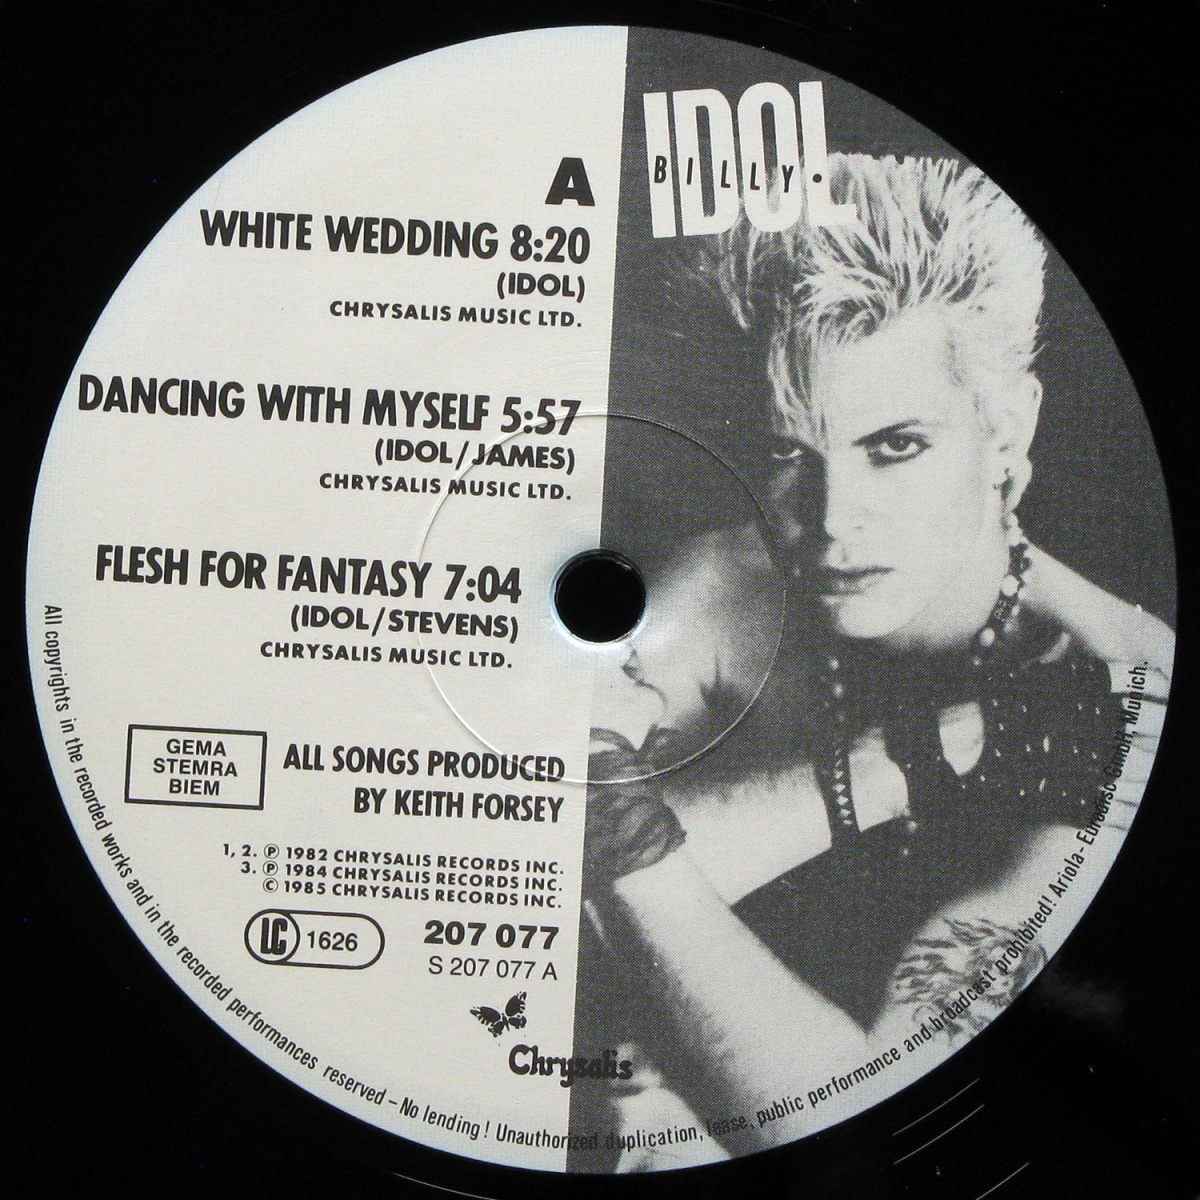 IDOL
BILLY.
A
WHITE WEDDING 8:20
(IDOL)
CHRYSALIS MUSIC LTD.
DANCING WITH MYSELF 5:57
(IDOL/JAMES)
CHRYSALIS MUSIC LTD.
FLESH FOR FANTASY 7:04
(IDOL/STEVENS)
CHRYSALIS MUSIC LTD.
GEMA
STEMRA
BIEM
ALL SONGS PRODUCED
BY KEITH FORSEY
1, 2. ℗ 1982 CHRYSALIS RECORDS INC.
3. ℗ 1984 CHRYSALIS RECORDS INC.
© 1985 CHRYSALIS RECORDS INC.
LC 1626
207 077
S 207 077 A
Chrysalis
All copyrights in the recorded works and in the recorded performances reserved – No lending! Unauthorized duplication, lease, public performance and broadcast prohibited! Ariola-Eurodisc GmbH, Munich.